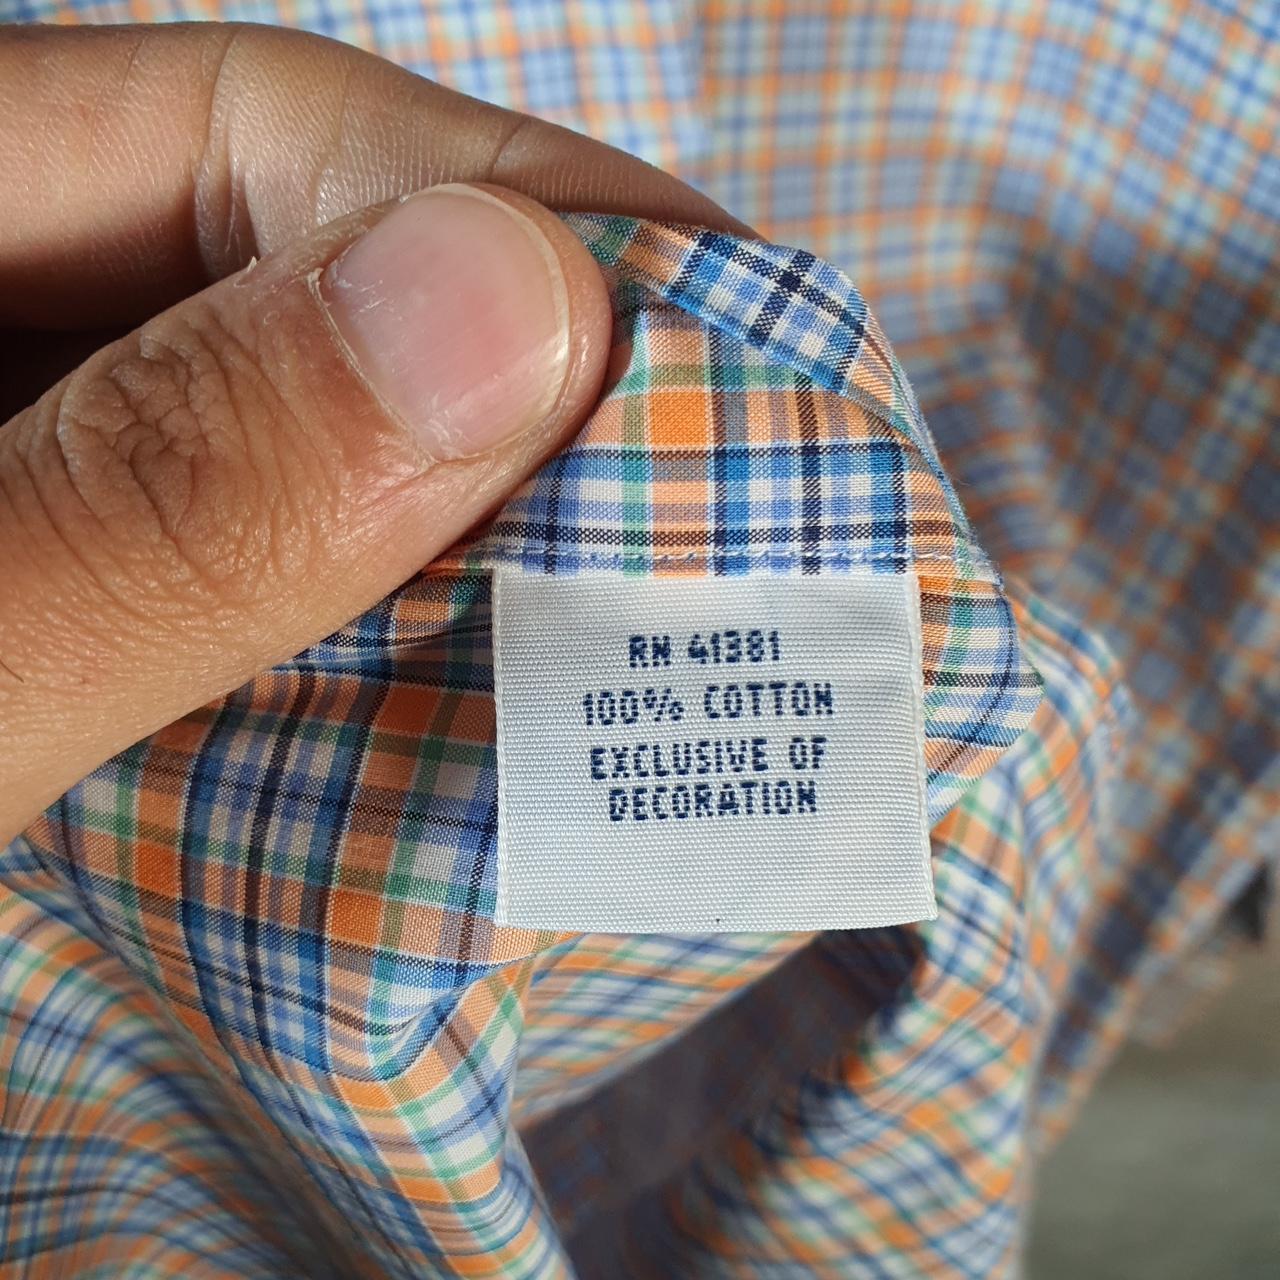 RN 41381
100% COTTON
EXCLUSIVE OF
DECORATION